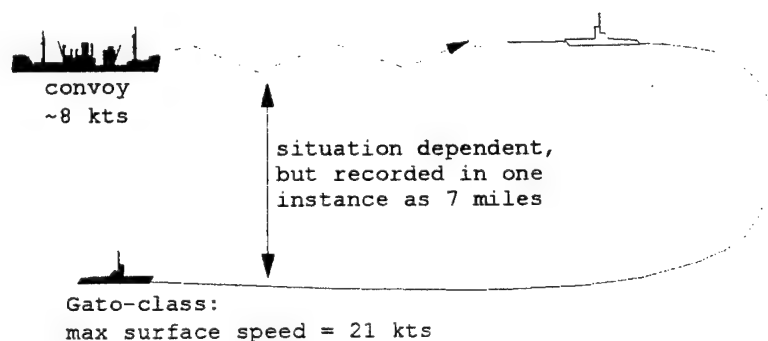 convoy
~8 kts
situation dependent,
but recorded in one
instance as 7 miles
Gato-class:
max surface speed = 21 kts